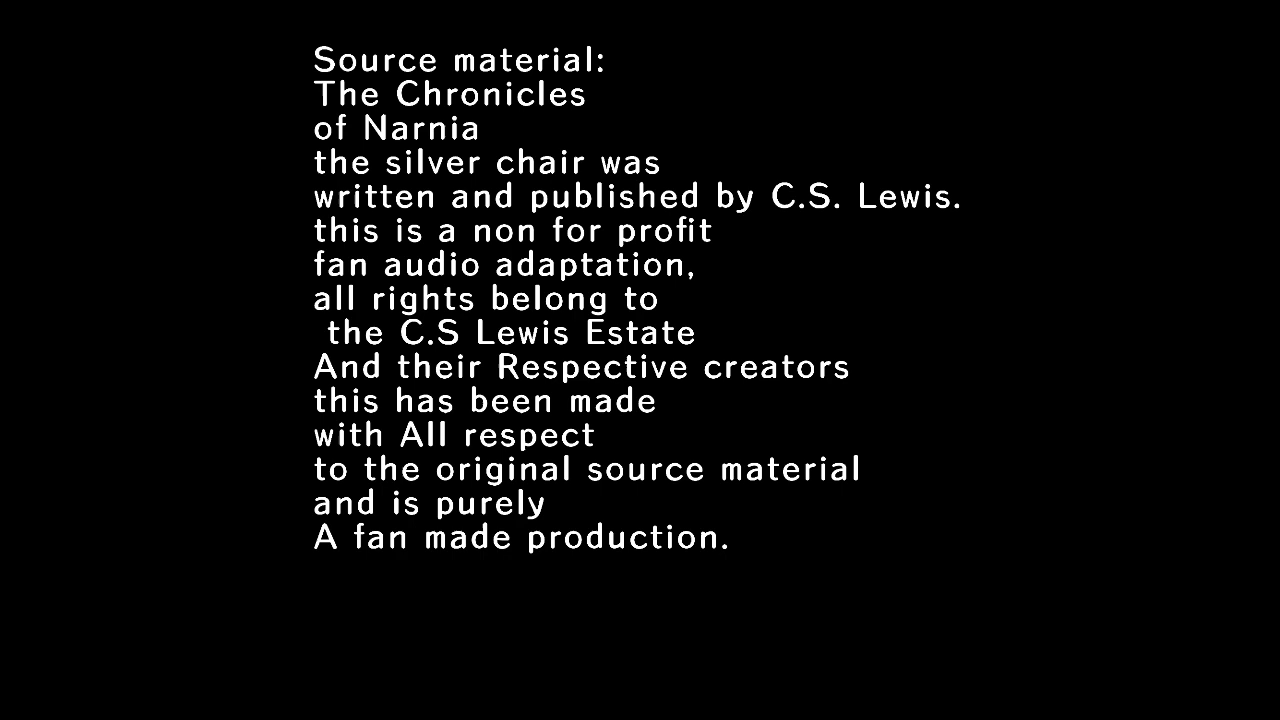 Source material:
The Chronicles
of Narnia
the silver chair was
written and published by C.S. Lewis.
this is a non for profit
fan audio adaptation,
all rights belong to
the C.S Lewis Estate
And their Respective creators
this has been made
with All respect
to the original source material
and is purely
A fan made production.